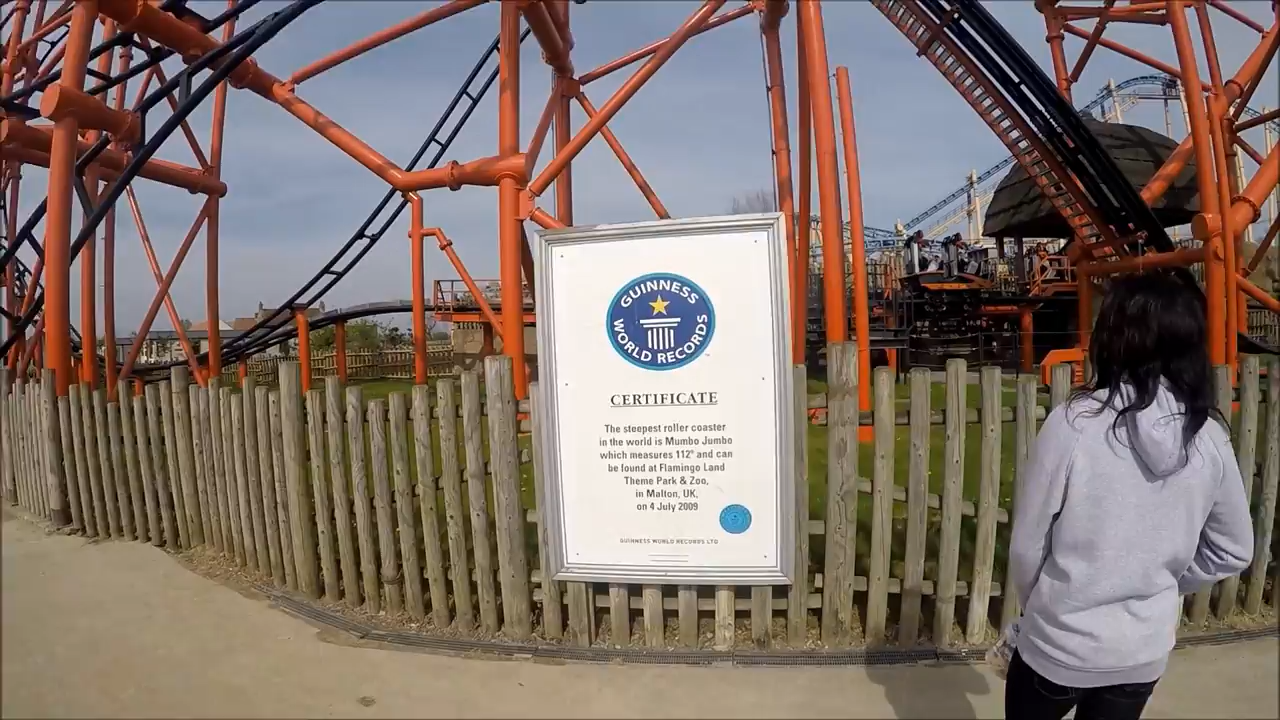 GUINNESS
WORLD RECORDS
™
CERTIFICATE
The steepest roller coaster
in the world is Mumbo Jumbo
which measures 112° and can
be found at Flamingo Land
Theme Park & Zoo,
in Malton, UK,
on 4 July 2009
GUINNESS WORLD RECORDS LTD